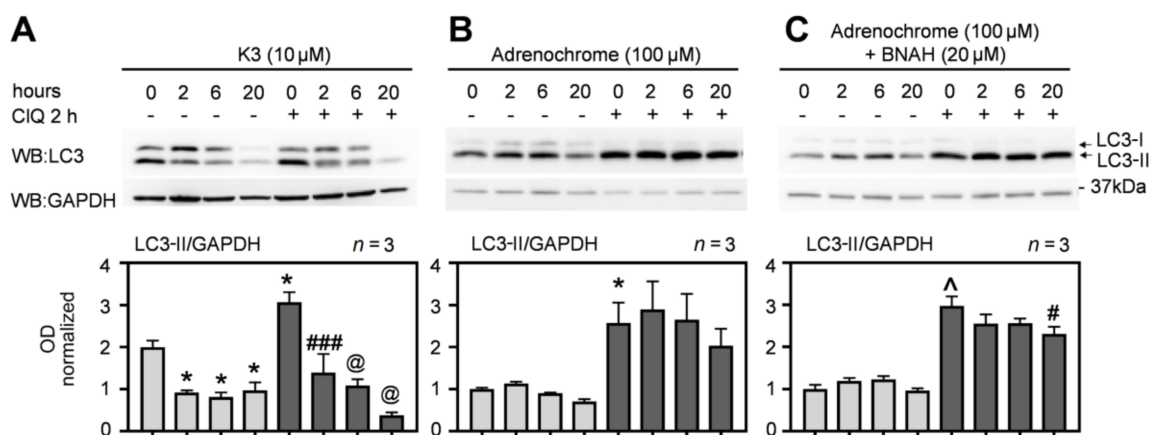 A
K3 (10 µM)
B
Adrenochrome (100 µM)
C
Adrenochrome (100 µM)
+ BNAH (20 µM)
hours 0 2 6 20 0 2 6 20 0 2 6 20 0 2 6 20 0 2 6 20 0 2 6 20
ClQ 2 h - - - - + + + + - - - - + + + + - - - - + + + +
WB:LC3
LC3-I
LC3-II
WB:GAPDH
- 37kDa
LC3-II/GAPDH n = 3
LC3-II/GAPDH n = 3
LC3-II/GAPDH n = 3
OD
normalized
4
3
2
1
0
* * * * ### @ @
4
3
2
1
0
*
4
3
2
1
0
^ #